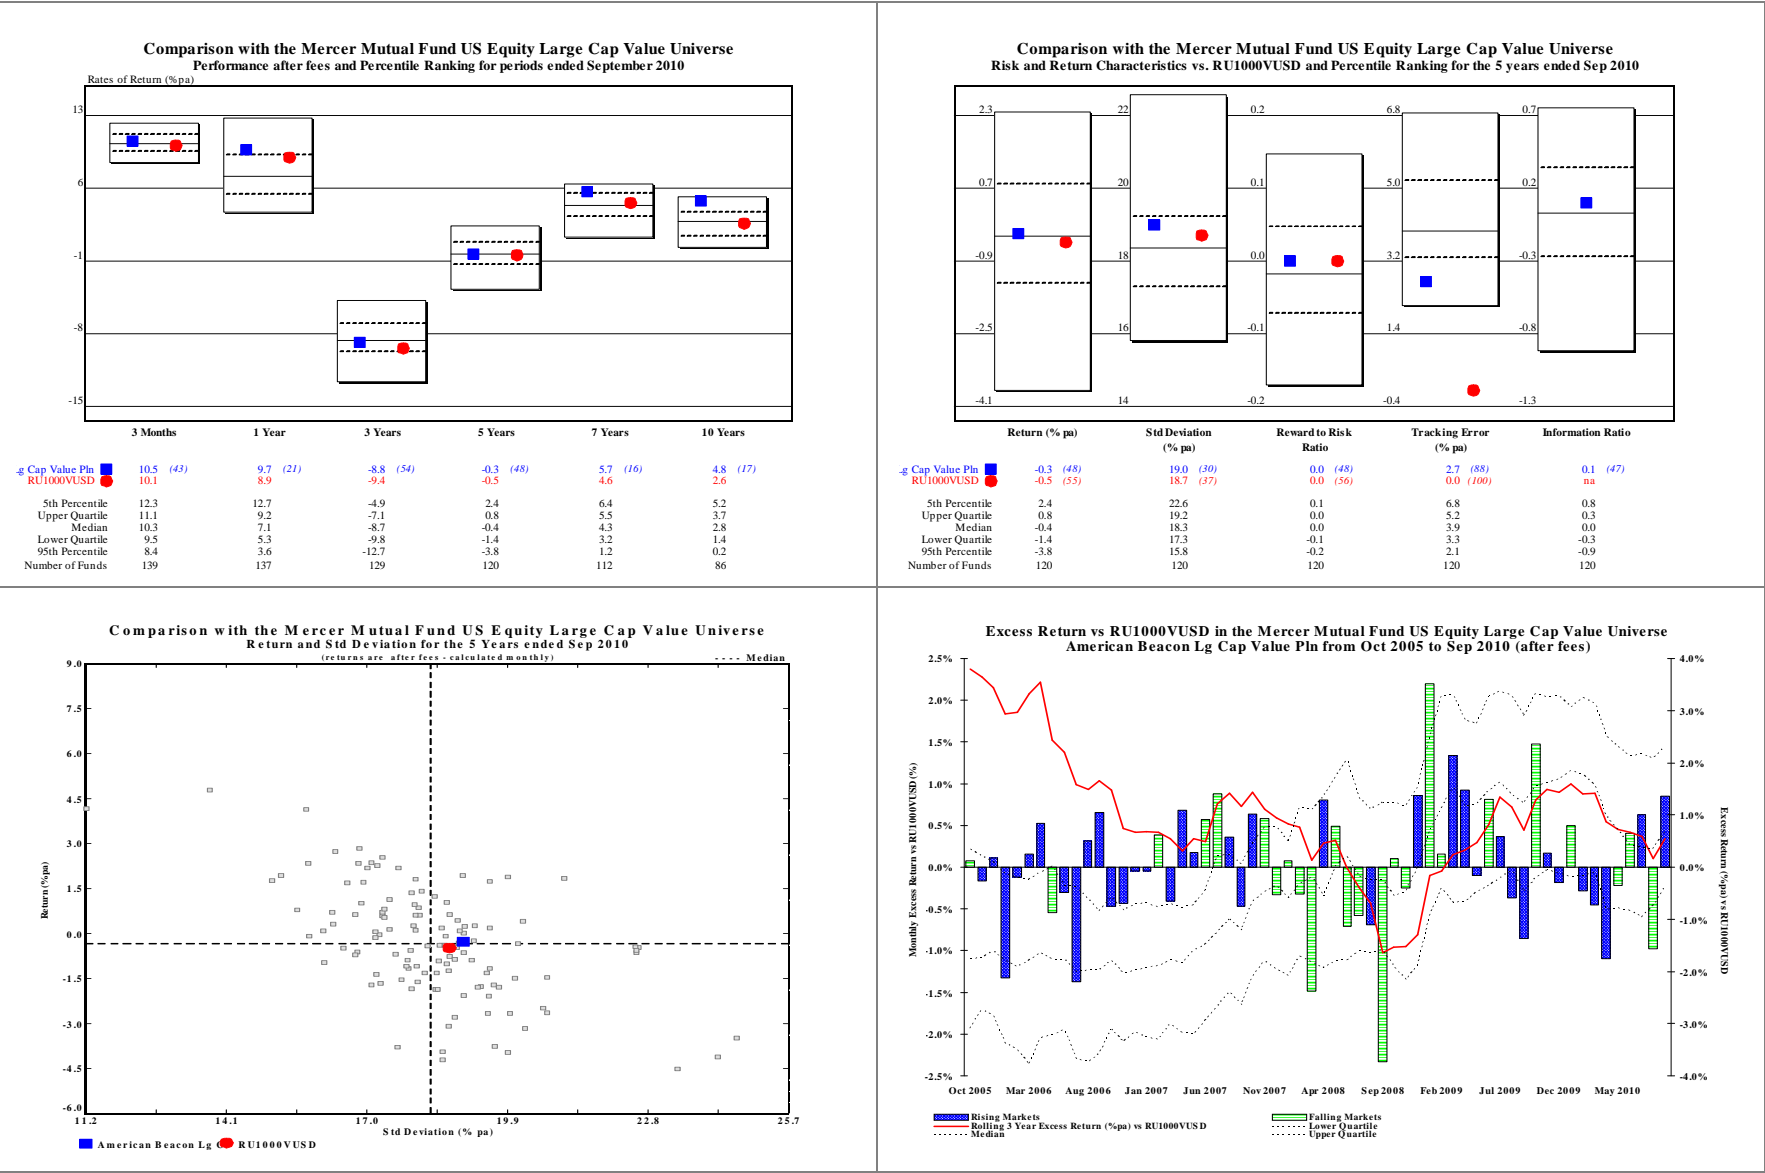 Comparison with the Mercer Mutual Fund US Equity Large Cap Value Universe
Performance after fees and Percentile Ranking for periods ended September 2010
Rates of Return (%pa)
13
6
-1
-8
-15
3 Months 1 Year 3 Years 5 Years 7 Years 10 Years
.g Cap Value Pln 10.5 (43) 9.7 (21) -8.8 (54) -0.3 (48) 5.7 (16) 4.8 (17)
RU1000VUSD 10.1 8.9 -9.4 -0.5 4.6 2.6
5th Percentile 12.3 12.7 -4.9 2.4 6.4 5.2
Upper Quartile 11.1 9.2 -7.1 0.8 5.5 3.7
Median 10.3 7.1 -8.7 -0.4 4.3 2.8
Lower Quartile 9.5 5.3 -9.8 -1.4 3.2 1.4
95th Percentile 8.4 3.6 -12.7 -3.8 1.2 0.2
Number of Funds 139 137 129 120 112 86
Comparison with the Mercer Mutual Fund US Equity Large Cap Value Universe
Risk and Return Characteristics vs. RU1000VUSD and Percentile Ranking for the 5 years ended Sep 2010
2.3 22 0.2 6.8 0.7
0.7 20 0.1 5.0 0.2
-0.9 18 0.0 3.2 -0.3
-2.5 16 -0.1 1.4 -0.8
-4.1 14 -0.2 -0.4 -1.3
Return (% pa) Std Deviation Reward to Risk Tracking Error Information Ratio
(% pa) Ratio (% pa)
.g Cap Value Pln -0.3 (48) 19.0 (30) 0.0 (48) 2.7 (88) 0.1 (47)
RU1000VUSD -0.5 (55) 18.7 (37) 0.0 (56) 0.0 (100) na
5th Percentile 2.4 22.6 0.1 6.8 0.8
Upper Quartile 0.8 19.2 0.0 5.2 0.3
Median -0.4 18.3 0.0 3.9 0.0
Lower Quartile -1.4 17.3 -0.1 3.3 -0.3
95th Percentile -3.8 15.8 -0.2 2.1 -0.9
Number of Funds 120 120 120 120 120
Comparison with the Mercer Mutual Fund US Equity Large Cap Value Universe
Return and Std Deviation for the 5 Years ended Sep 2010
(returns are after fees - calculated monthly)
---- Median
9.0
7.5
6.0
4.5
3.0
1.5
0.0
-1.5
-3.0
-4.5
-6.0
Return (%pa)
11.2 14.1 17.0 19.9 22.8 25.7
Std Deviation (% pa)
American Beacon Lg RU1000VUSD
Excess Return vs RU1000VUSD in the Mercer Mutual Fund US Equity Large Cap Value Universe
American Beacon Lg Cap Value Pln from Oct 2005 to Sep 2010 (after fees)
2.5% 4.0%
2.0% 3.0%
1.5% 2.0%
1.0% 1.0%
0.5%
0.0% 0.0%
-0.5% -1.0%
-1.0% -2.0%
-1.5%
-2.0% -3.0%
-2.5% -4.0%
Monthly Excess Return vs RU1000VUSD (%)
Excess Return (%pa) vs RU1000VUSD
Oct 2005 Mar 2006 Aug 2006 Jan 2007 Jun 2007 Nov 2007 Apr 2008 Sep 2008 Feb 2009 Jul 2009 Dec 2009 May 2010
Rising Markets Falling Markets
Rolling 3 Year Excess Return (%pa) vs RU1000VUSD Lower Quartile
Median Upper Quartile